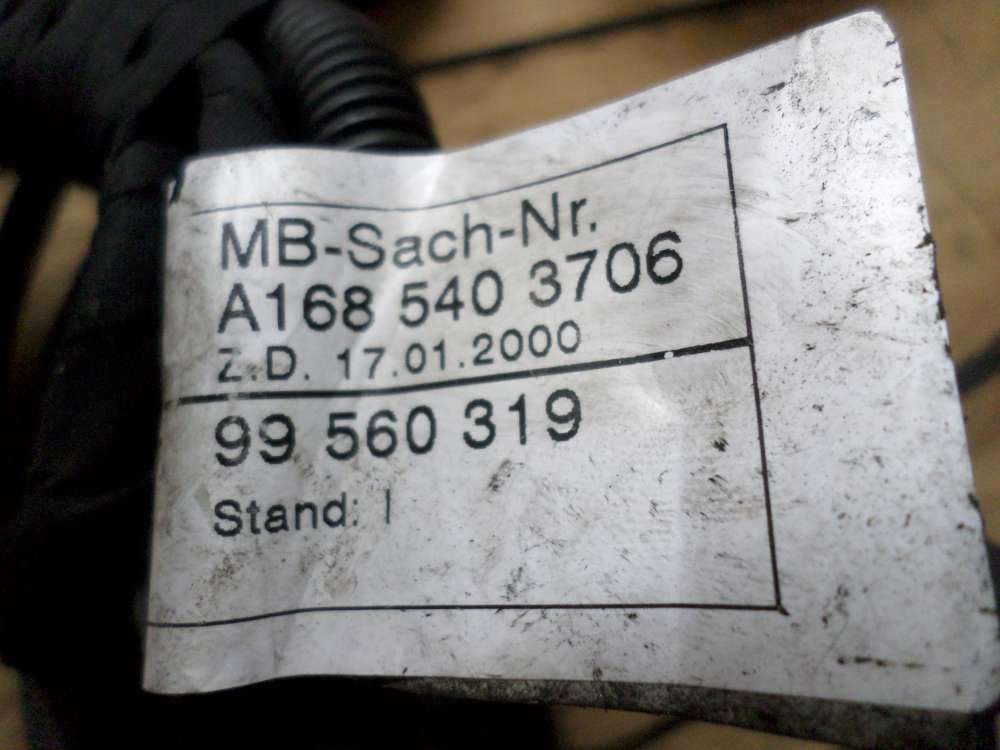 MB-Sach-Nr.
A168 540 3706
Z.D. 17.01.2000
99 560 319
Stand: I